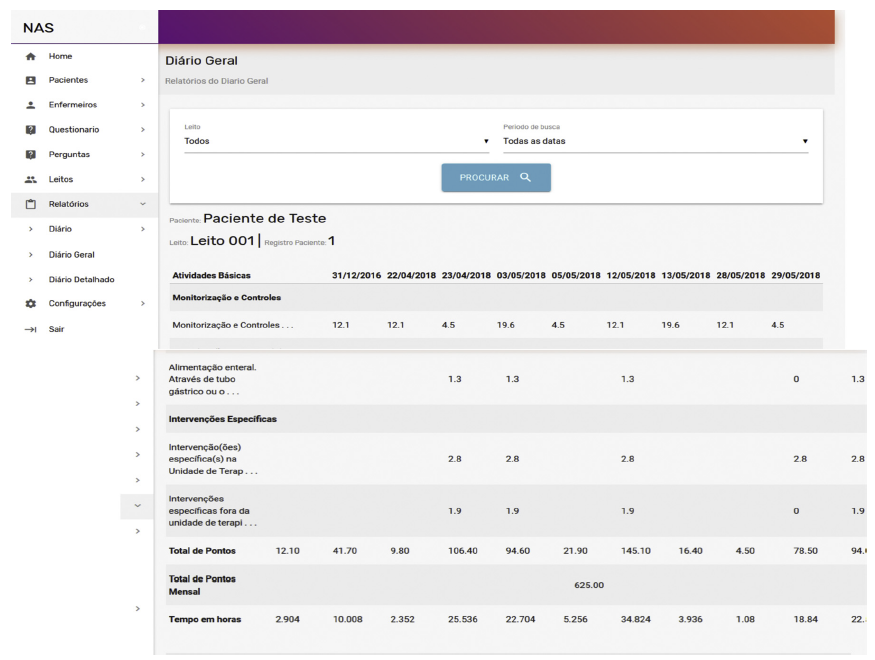 NAS
Home
Pacientes
Enfermeiros
Questionario
Perguntas
Leitos
Relatórios
Diário
Diário Geral
Diário Detalhado
Configurações
Sair
Diário Geral
Relatórios do Diario Geral
Leito
Todos
Periodo de busca
Todas as datas
PROCURAR
Paciente: Paciente de Teste
Leito: Leito 001 | Registro Paciente: 1
Atividades Básicas 31/12/2016 22/04/2018 23/04/2018 03/05/2018 05/05/2018 12/05/2018 13/05/2018 28/05/2018 29/05/2018
Monitorização e Controles
Monitorização e Controles . . . 12.1 12.1 4.5 19.6 4.5 12.1 19.6 12.1 4.5
Alimentação enteral.
Através de tubo 1.3 1.3 1.3 0 1.3
gástrico ou o . . .
Intervenções Específicas
Intervenção(ões)
específica(s) na 2.8 2.8 2.8 2.8 2.8
Unidade de Terap . . .
Intervenções
específicas fora da 1.9 1.9 1.9 0 1.9
unidade de terapi . . .
Total de Pontos 12.10 41.70 9.80 106.40 94.60 21.90 145.10 16.40 4.50 78.50
Total de Pontos
Mensal 625.00
Tempo em horas 2.904 10.008 2.352 25.536 22.704 5.256 34.824 3.936 1.08 18.84